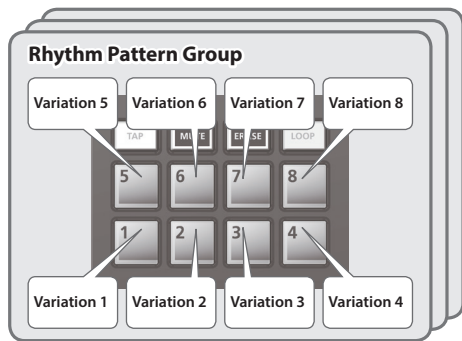 Rhythm Pattern Group
Variation 5 Variation 6 Variation 7 Variation 8
TAP MUTE ERASE LOOP
5 6 7 8
1 2 3 4
Variation 1 Variation 2 Variation 3 Variation 4